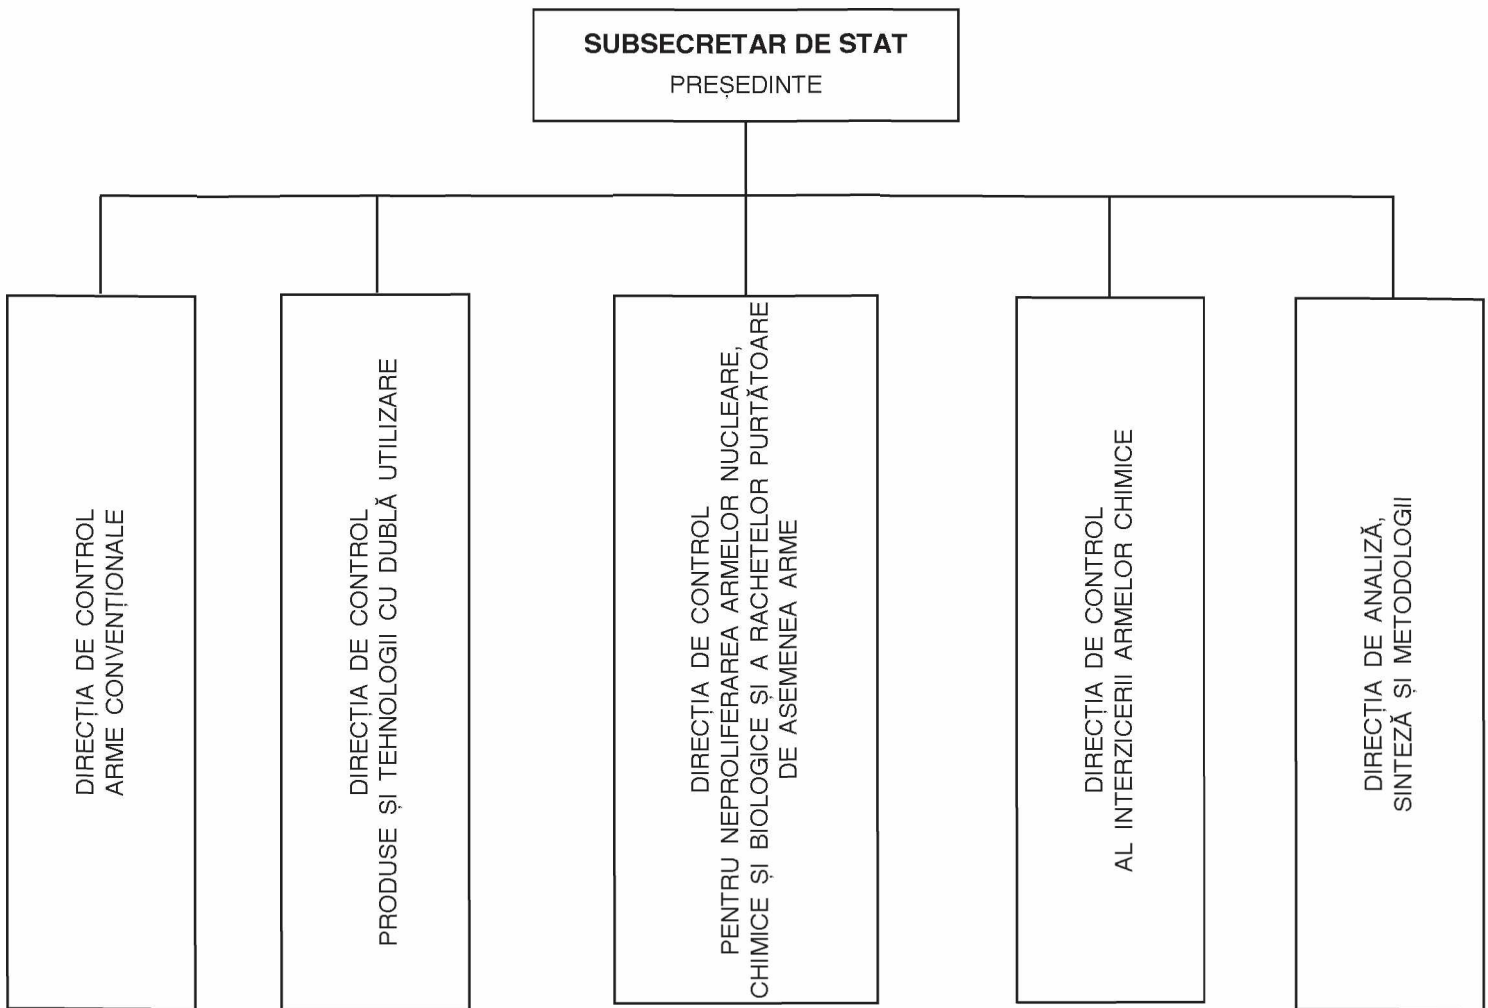 SUBSECRETAR DE STAT
PREȘEDINTE
DIRECȚIA DE CONTROL
ARME CONVENȚIONALE
DIRECȚIA DE CONTROL
PRODUSE ȘI TEHNOLOGII CU DUBLĂ UTILIZARE
DIRECȚIA DE CONTROL
PENTRU NEPROLIFERAREA ARMELOR NUCLEARE,
CHIMICE ȘI BIOLOGICE ȘI A RACHETELOR PURTĂTOARE
DE ASEMENEA ARME
DIRECȚIA DE CONTROL
AL INTERZICERII ARMELOR CHIMICE
DIRECȚIA DE ANALIZĂ,
SINTEZĂ ȘI METODOLOGII